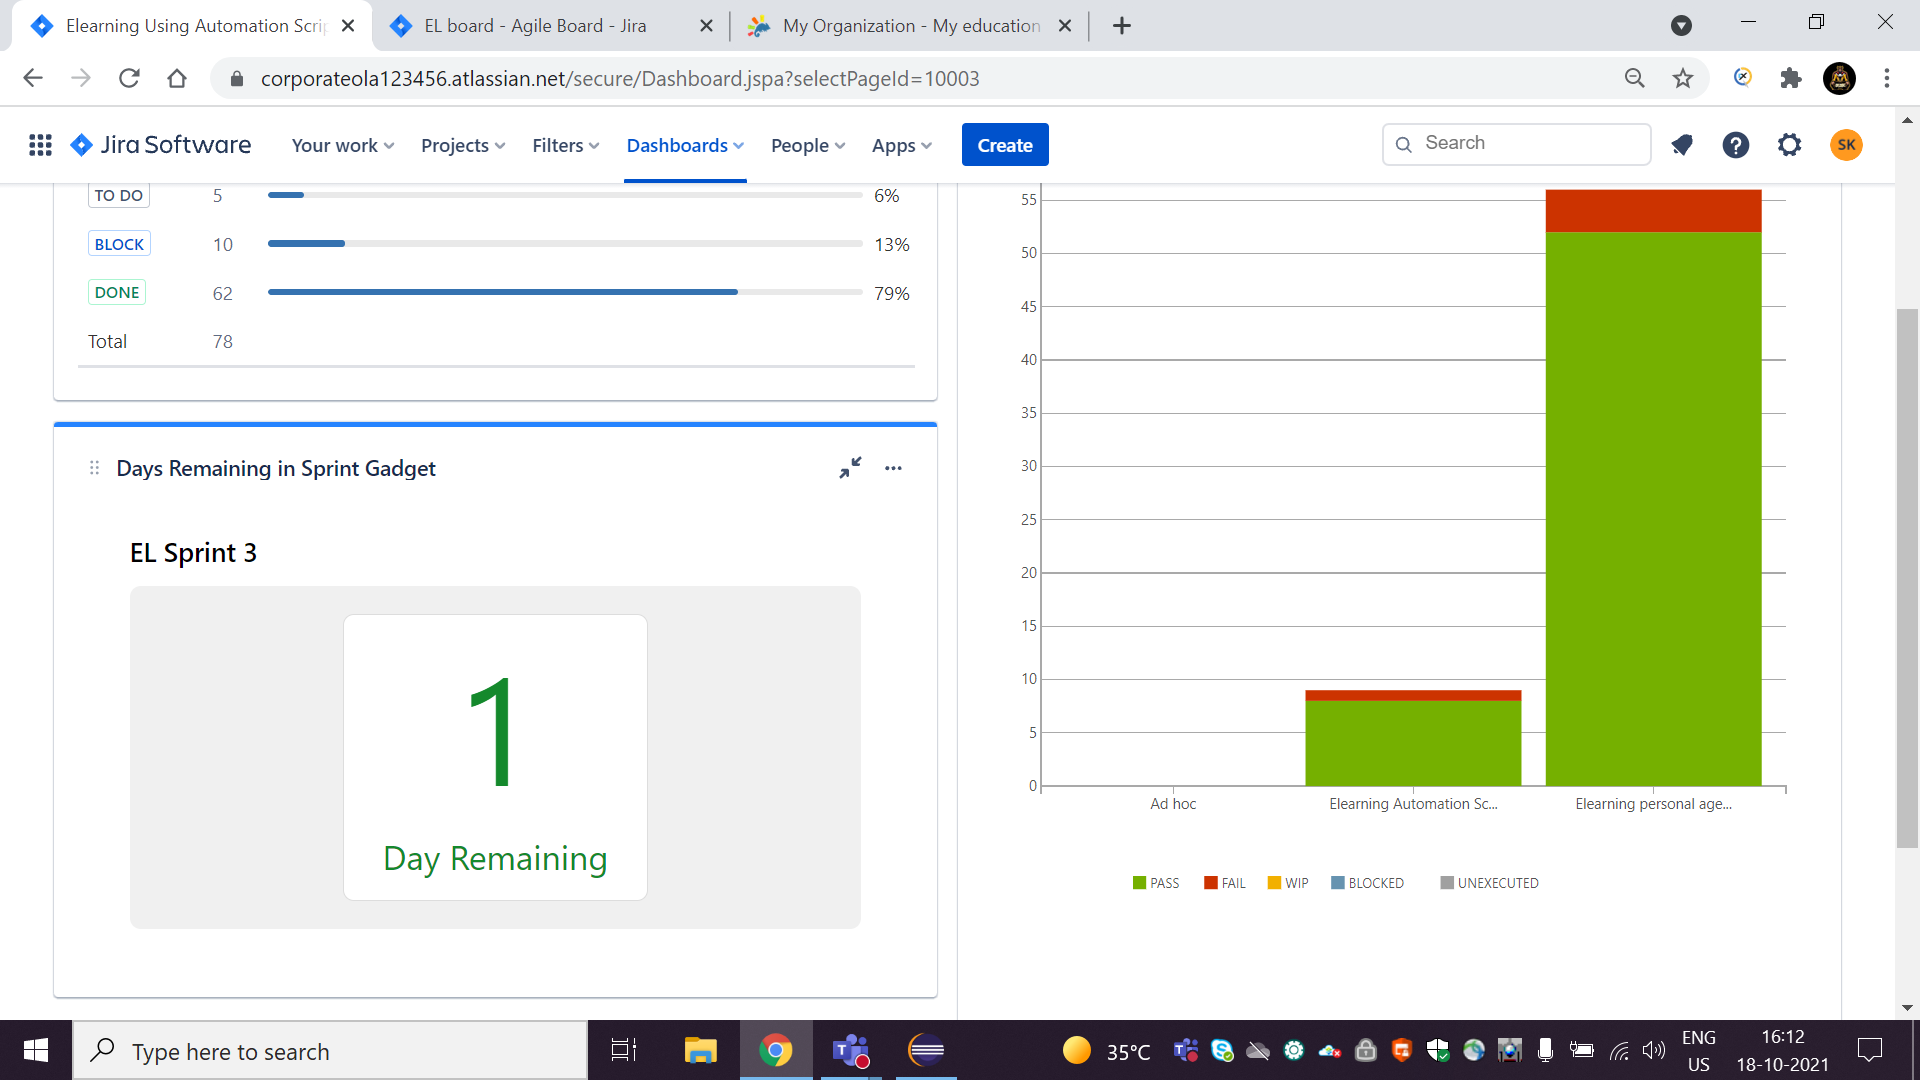 Elearning Using Automation Scrip
EL board - Agile Board - Jira
My Organization - My education
corporateola123456.atlassian.net/secure/Dashboard.jspa?selectPageId=10003
Jira Software
Your work
Projects
Filters
Dashboards
People
Apps
Create
Search
SK
TO DO 5 6%
BLOCK 10 13%
DONE 62 79%
Total 78
Days Remaining in Sprint Gadget
EL Sprint 3
1
Day Remaining
55
50
45
40
35
30
25
20
15
10
5
0
Ad hoc
Elearning Automation Sc...
Elearning personal age...
PASS FAIL WIP BLOCKED UNEXECUTED
Type here to search
35°C
ENG
US
16:12
18-10-2021